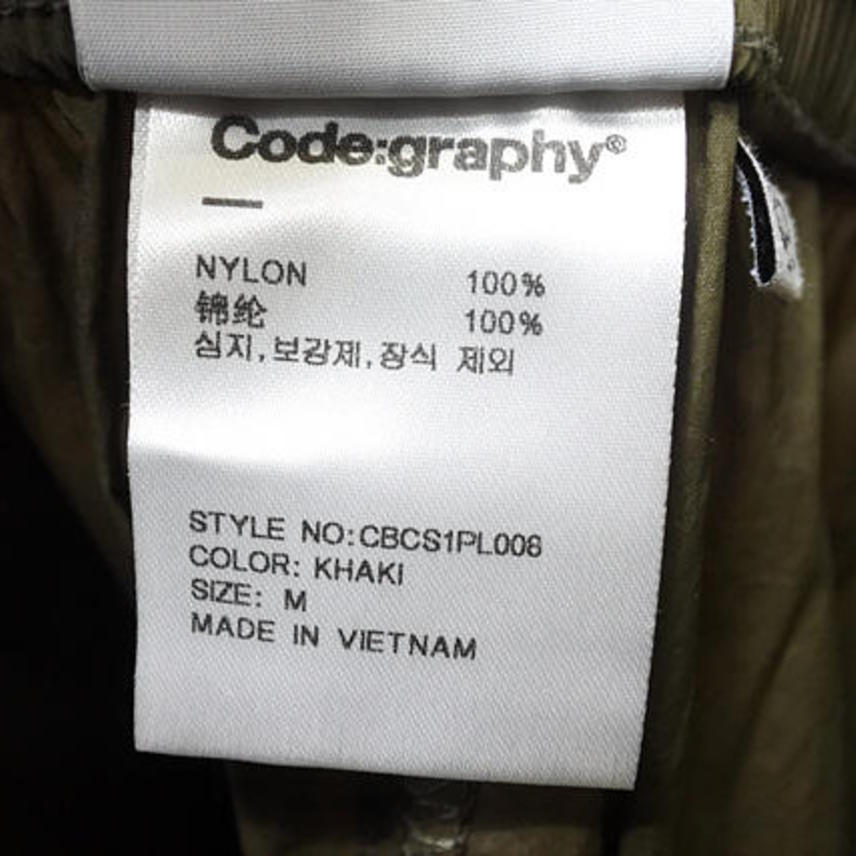 Code:graphy®
NYLON 100%
锦纶 100%
심지,보강제,장식 제외
STYLE NO:CBCS1PL008
COLOR: KHAKI
SIZE: M
MADE IN VIETNAM